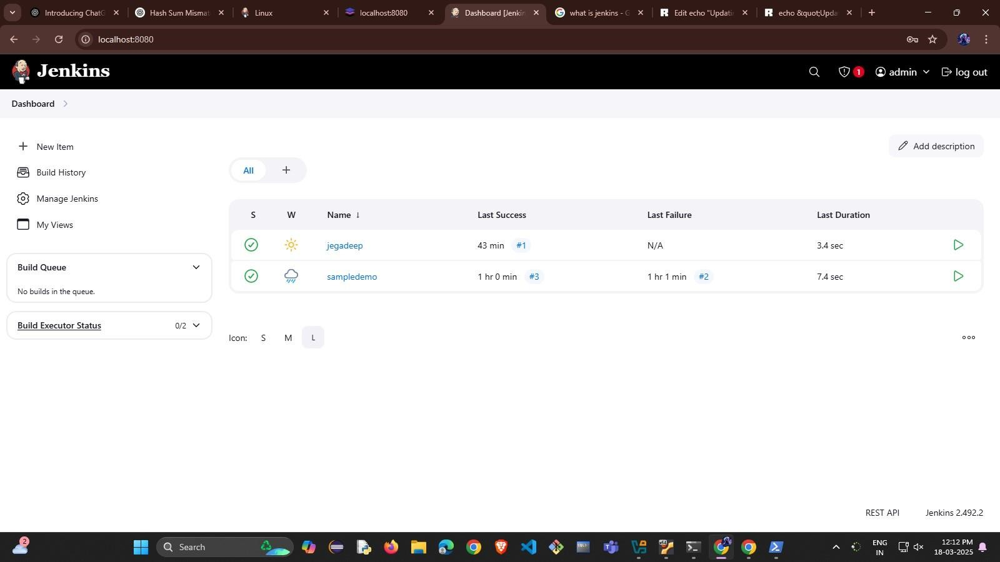 Introducing ChatG
Hash Sum Mismat
Linux
localhost:8080
Dashboard [Jenkin
what is jenkins - G
Edit echo "Updatin
echo &quot;Upda
localhost:8080
Jenkins
1
admin
log out
Dashboard
New Item
Build History
Manage Jenkins
My Views
Add description
All
S W Name ↓ Last Success Last Failure Last Duration
jegadeep 43 min #1 N/A 3.4 sec
sampledemo 1 hr 0 min #3 1 hr 1 min #2 7.4 sec
Build Queue
No builds in the queue.
Build Executor Status 0/2
Icon: S M L
REST API Jenkins 2.492.2
2
Search
ENG
IN
12:12 PM
18-03-2025